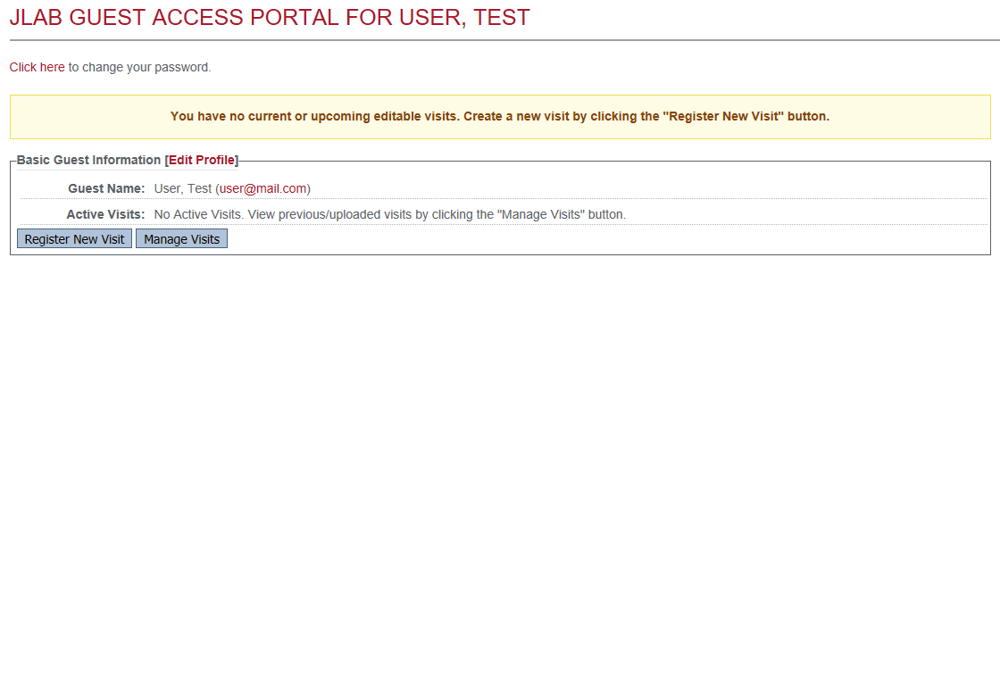 JLAB GUEST ACCESS PORTAL FOR USER, TEST
Click here to change your password.
You have no current or upcoming editable visits. Create a new visit by clicking the "Register New Visit" button.
Basic Guest Information [Edit Profile]
Guest Name: User, Test (user@mail.com)
Active Visits: No Active Visits. View previous/uploaded visits by clicking the "Manage Visits" button.
Register New Visit Manage Visits